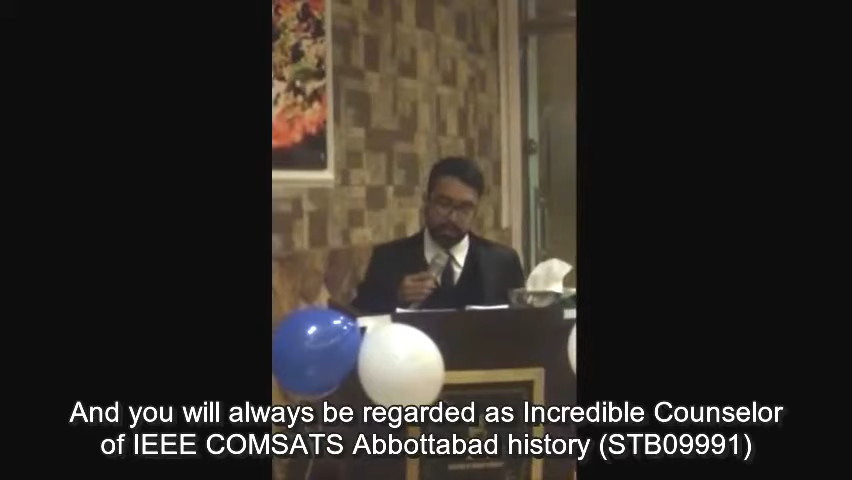 And you will always be regarded as Incredible Counselor
of IEEE COMSATS Abbottabad history (STB09991)